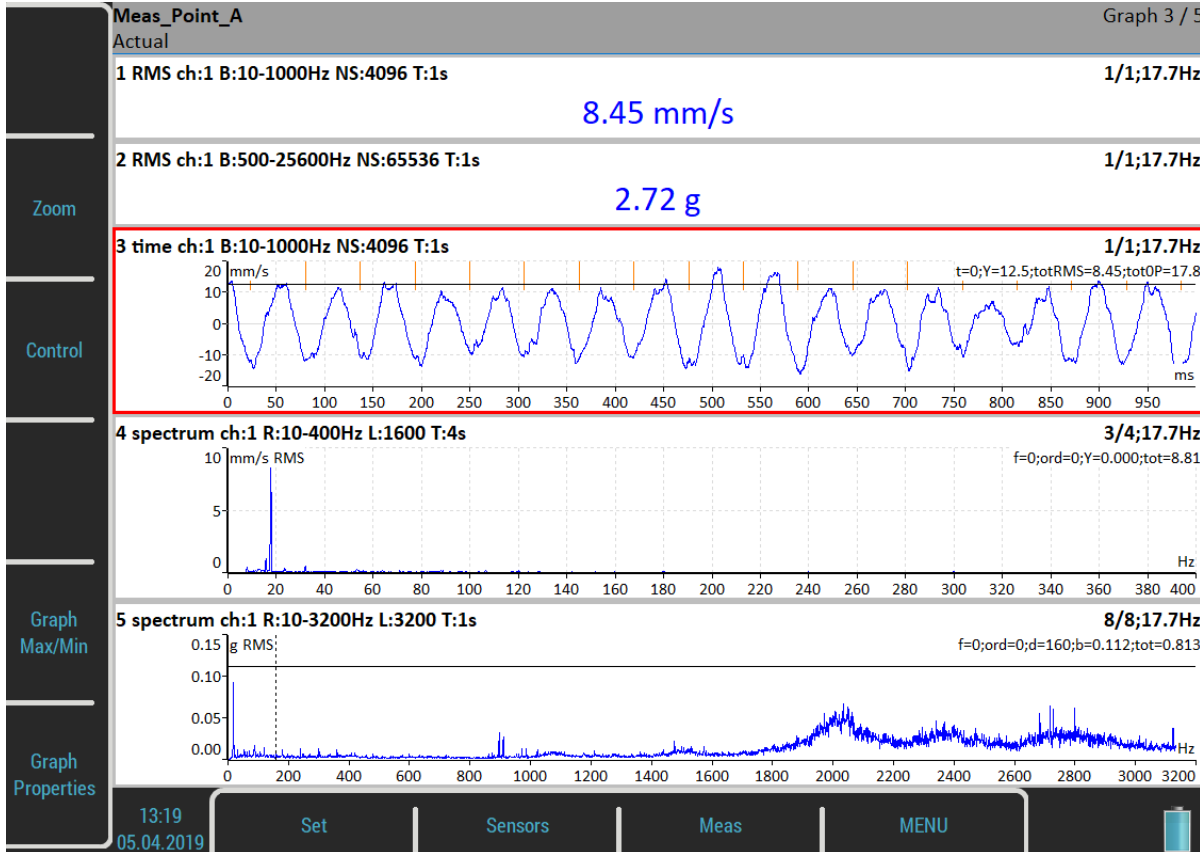 Meas_Point_A
Graph 3 / 5
Actual
1 RMS ch:1 B:10-1000Hz NS:4096 T:1s
1/1;17.7Hz
8.45 mm/s
2 RMS ch:1 B:500-25600Hz NS:65536 T:1s
1/1;17.7Hz
2.72 g
Zoom
3 time ch:1 B:10-1000Hz NS:4096 T:1s
1/1;17.7Hz
20
mm/s
t=0;Y=12.5;totRMS=8.45;tot0P=17.8
10
0
-10
-20
ms
0 50 100 150 200 250 300 350 400 450 500 550 600 650 700 750 800 850 900 950
Control
4 spectrum ch:1 R:10-400Hz L:1600 T:4s
3/4;17.7Hz
10
mm/s RMS
f=0;ord=0;Y=0.000;tot=8.81
5
0
Hz
0 20 40 60 80 100 120 140 160 180 200 220 240 260 280 300 320 340 360 380 400
Graph
Max/Min
5 spectrum ch:1 R:10-3200Hz L:3200 T:1s
8/8;17.7Hz
0.15
g RMS
f=0;ord=0;d=160;b=0.112;tot=0.813
0.10
0.05
0.00
Hz
0 200 400 600 800 1000 1200 1400 1600 1800 2000 2200 2400 2600 2800 3000 3200
Graph
Properties
13:19
05.04.2019
Set
Sensors
Meas
MENU